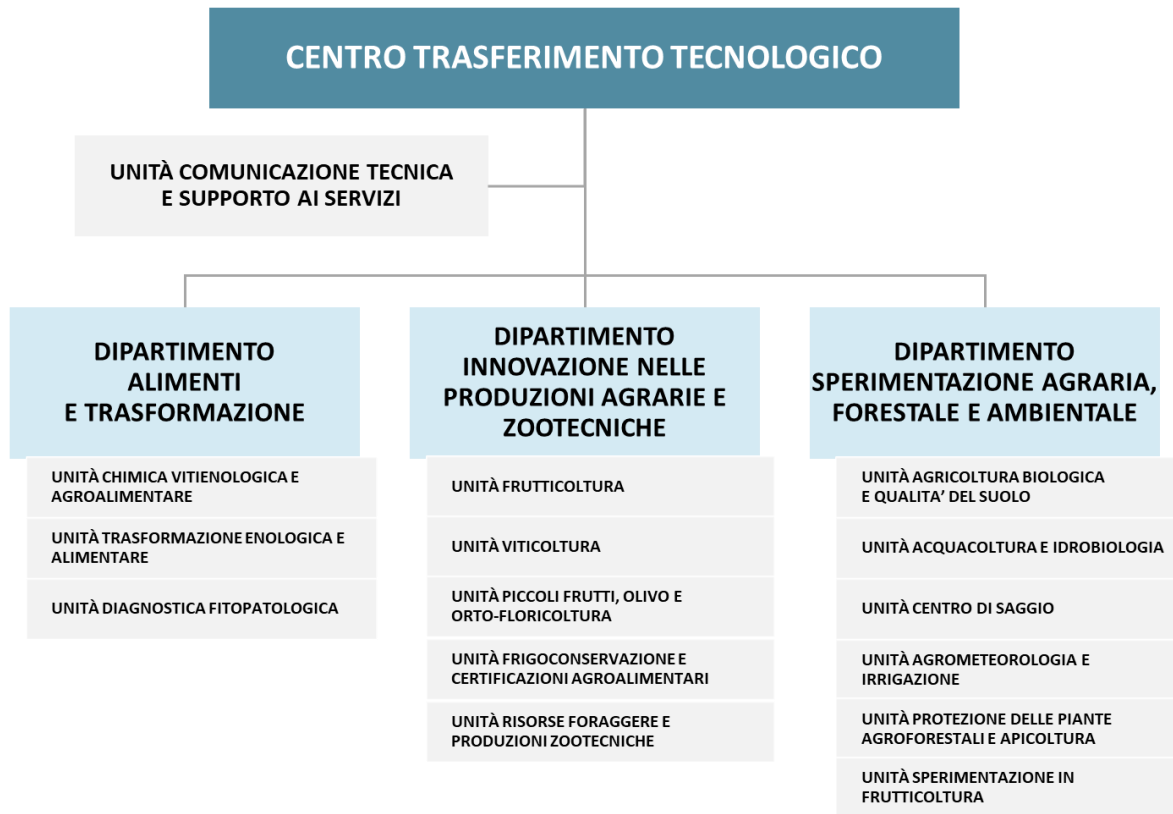 CENTRO TRASFERIMENTO TECNOLOGICO
UNITÀ COMUNICAZIONE TECNICA
E SUPPORTO AI SERVIZI
DIPARTIMENTO
ALIMENTI
E TRASFORMAZIONE
UNITÀ CHIMICA VITIENOLOGICA E
AGROALIMENTARE
UNITÀ TRASFORMAZIONE ENOLOGICA E
ALIMENTARE
UNITÀ DIAGNOSTICA FITOPATOLOGICA
DIPARTIMENTO
INNOVAZIONE NELLE
PRODUZIONI AGRARIE E
ZOOTECNICHE
UNITÀ FRUTTICOLTURA
UNITÀ VITICOLTURA
UNITÀ PICCOLI FRUTTI, OLIVO E
ORTO-FLORICOLTURA
UNITÀ FRIGOCONSERVAZIONE E
CERTIFICAZIONI AGROALIMENTARI
UNITÀ RISORSE FORAGGERE E
PRODUZIONI ZOOTECNICHE
DIPARTIMENTO
SPERIMENTAZIONE AGRARIA,
FORESTALE E AMBIENTALE
UNITÀ AGRICOLTURA BIOLOGICA
E QUALITA’ DEL SUOLO
UNITÀ ACQUACOLTURA E IDROBIOLOGIA
UNITÀ CENTRO DI SAGGIO
UNITÀ AGROMETEOROLOGIA E
IRRIGAZIONE
UNITÀ PROTEZIONE DELLE PIANTE
AGROFORESTALI E APICOLTURA
UNITÀ SPERIMENTAZIONE IN
FRUTTICOLTURA